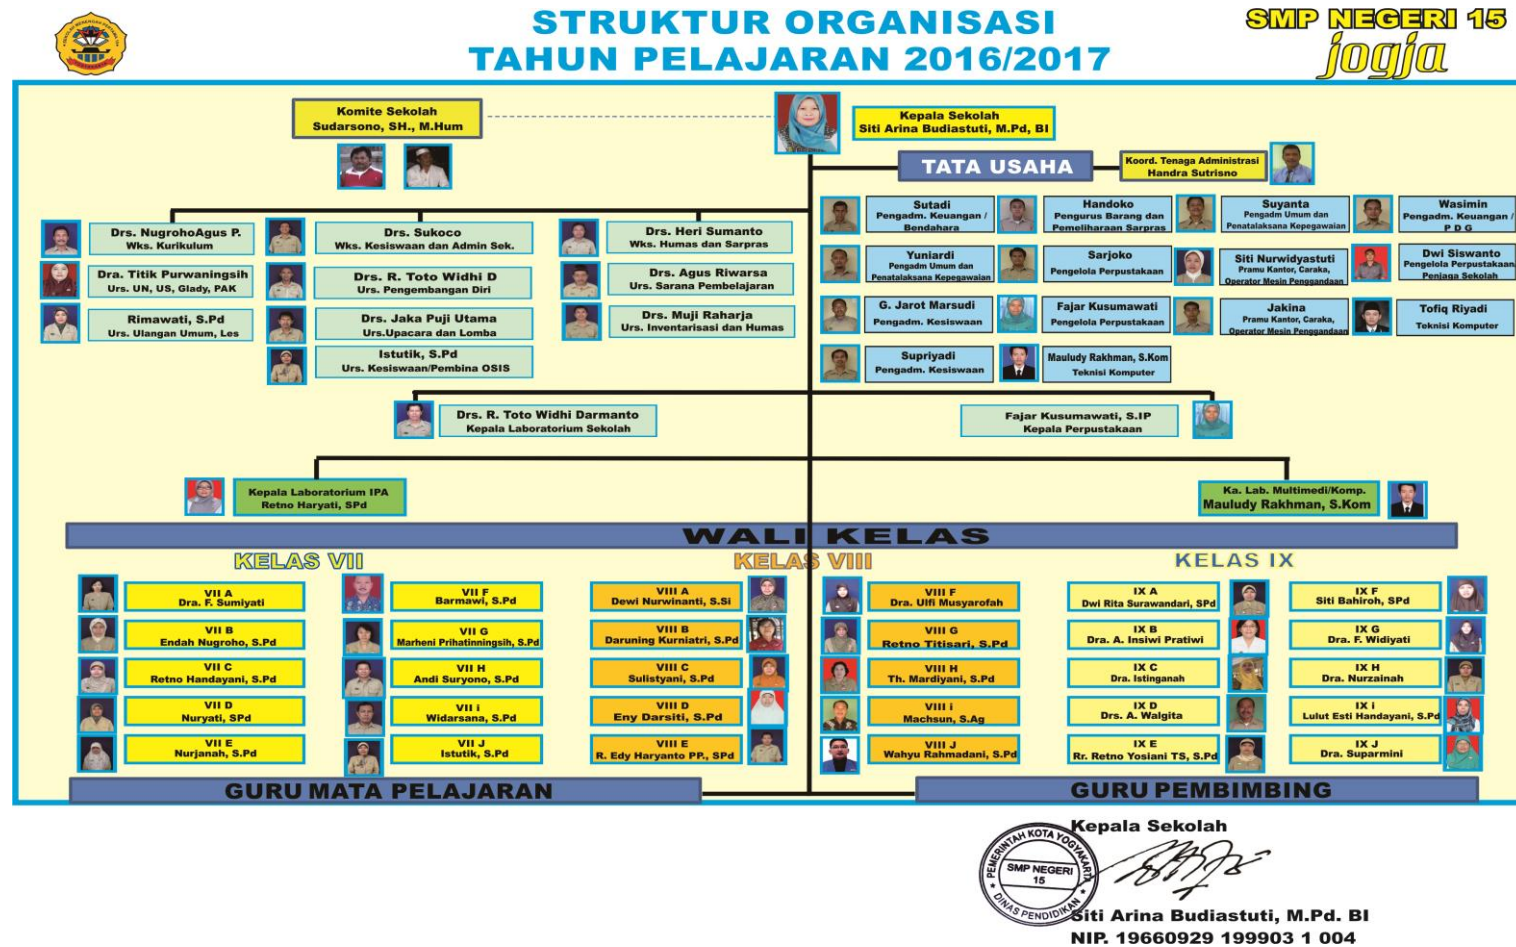 STRUKTUR ORGANISASI
TAHUN PELAJARAN 2016/2017
SMP NEGERI 15
jogja
Komite Sekolah
Sudarsono, SH., M.Hum
Kepala Sekolah
Siti Arina Budiastuti, M.Pd, BI
TATA USAHA
Koord. Tenaga Administrasi
Handra Sutrisno
Drs. NugrohoAgus P.
Wks. Kurikulum
Dra. Titik Purwaningsih
Urs. UN, US, Glady, PAK
Rimawati, S.Pd
Urs. Ulangan Umum, Les
Drs. Sukoco
Wks. Kesiswaan dan Admin Sek.
Drs. R. Toto Widhi D
Urs. Pengembangan Diri
Drs. Jaka Puji Utama
Urs.Upacara dan Lomba
Istutik, S.Pd
Urs. Kesiswaan/Pembina OSIS
Drs. Heri Sumanto
Wks. Humas dan Sarpras
Drs. Agus Riwarsa
Urs. Sarana Pembelajaran
Drs. Muji Raharja
Urs. Inventarisasi dan Humas
Sutadi
Pengadm. Keuangan /
Bendahara
Handoko
Pengurus Barang dan
Pemeliharaan Sarpras
Suyanta
Pengadm Umum dan
Penatalaksana Kepegawaian
Wasimin
Pengadm. Keuangan /
P D G
Yuniardi
Pengadm Umum dan
Penatalaksana Kepegawaian
Sarjoko
Pengelola Perpustakaan
Siti Nurwidyastuti
Pramu Kantor, Caraka,
Operator Mesin Penggandaan
Dwi Siswanto
Pengelola Perpustakaan/
Penjaga Sekolah
G. Jarot Marsudi
Pengadm. Kesiswaan
Fajar Kusumawati
Pengelola Perpustakaan
Jakina
Pramu Kantor, Caraka,
Operator Mesin Penggandaan
Tofiq Riyadi
Teknisi Komputer
Supriyadi
Pengadm. Kesiswaan
Mauludy Rakhman, S.Kom
Teknisi Komputer
Drs. R. Toto Widhi Darmanto
Kepala Laboratorium Sekolah
Fajar Kusumawati, S.IP
Kepala Perpustakaan
Kepala Laboratorium IPA
Retno Haryati, SPd
Ka. Lab. Multimedi/Komp.
Mauludy Rakhman, S.Kom
WALI KELAS
KELAS VII
KELAS VIII
KELAS IX
VII A
Dra. F. Sumiyati
VII B
Endah Nugroho, S.Pd
VII C
Retno Handayani, S.Pd
VII D
Nuryati, SPd
VII E
Nurjanah, S.Pd
VII F
Barmawi, S.Pd
VII G
Marheni Prihatinningsih, S.Pd
VII H
Andi Suryono, S.Pd
VII i
Widarsana, S.Pd
VII J
Istutik, S.Pd
VIII A
Dewi Nurwinanti, S.Si
VIII B
Daruning Kurniatri, S.Pd
VIII C
Sulistyani, S.Pd
VIII D
Eny Darsiti, S.Pd
VIII E
R. Edy Haryanto PP., SPd
VIII F
Dra. Ulfi Musyarofah
VIII G
Retno Titisari, S.Pd
VIII H
Th. Mardiyani, S.Pd
VIII i
Machsun, S.Ag
VIII J
Wahyu Rahmadani, S.Pd
IX A
Dwi Rita Surawandari, SPd
IX B
Dra. A. Insiwi Pratiwi
IX C
Dra. Istinganah
IX D
Drs. A. Walgita
IX E
Rr. Retno Yosiani TS, S.Pd
IX F
Siti Bahiroh, SPd
IX G
Dra. F. Widiyati
IX H
Dra. Nurzainah
IX i
Lulut Esti Handayani, S.Pd
IX J
Dra. Suparmini
GURU MATA PELAJARAN
GURU PEMBIMBING
Kepala Sekolah
PEMERINTAH KOTA YOGYAKARTA
SMP NEGERI
15
DINAS PENDIDIKAN
Siti Arina Budiastuti, M.Pd. BI
NIP. 19660929 199903 1 004